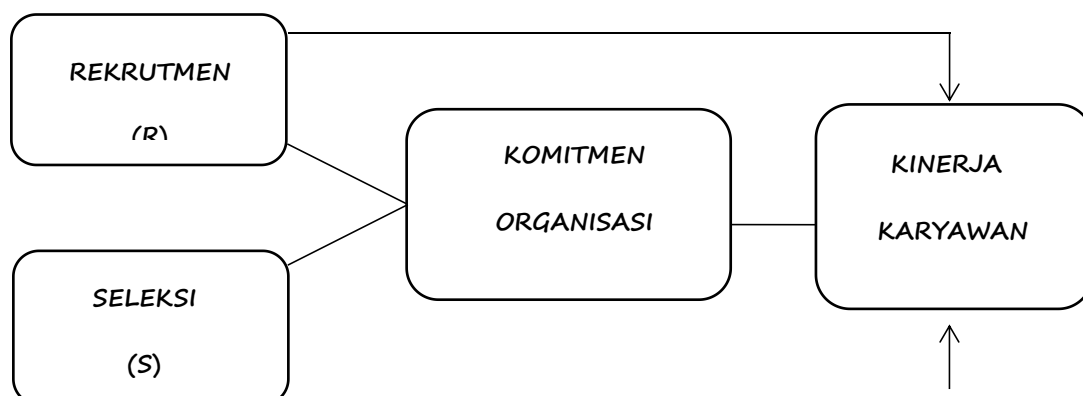 REKRUTMEN
(R)
KOMITMEN
ORGANISASI
KINERJA
KARYAWAN
SELEKSI
(S)